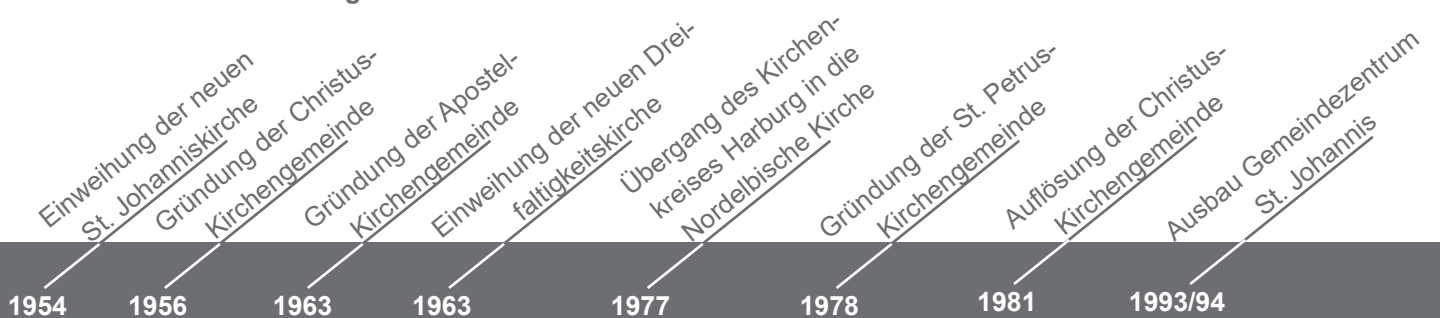 Einweihung der neuen
St. Johanniskirche
Gründung der Christus-
Kirchengemeinde
Gründung der Apostel-
Kirchengemeinde
Einweihung der neuen Drei-
faltigkeitskirche
Übergang des Kirchen-
kreises Harburg in die
Nordelbische Kirche
Gründung der St. Petrus-
Kirchengemeinde
Auflösung der Christus-
Kirchengemeinde
Ausbau Gemeindezentrum
St. Johannis
1954
1956
1963
1963
1977
1978
1981
1993/94